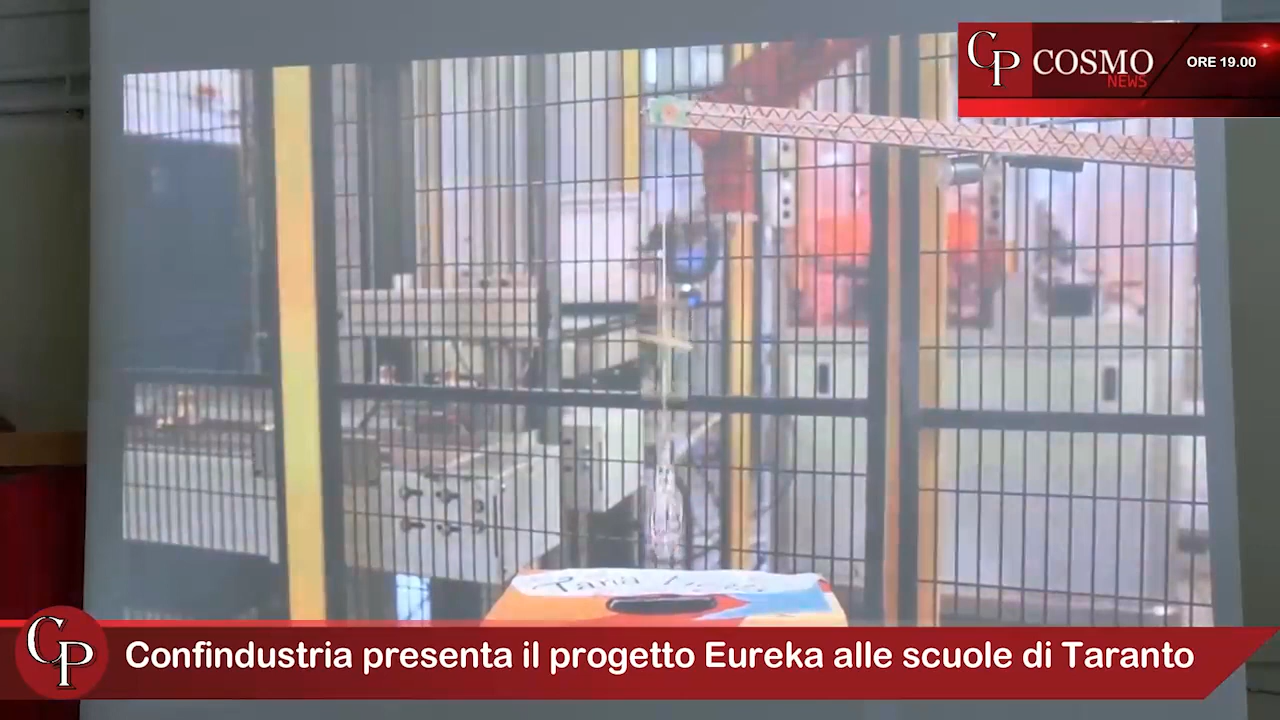 CP COSMO NEWS ORE 19.00
CP Confindustria presenta il progetto Eureka alle scuole di Taranto